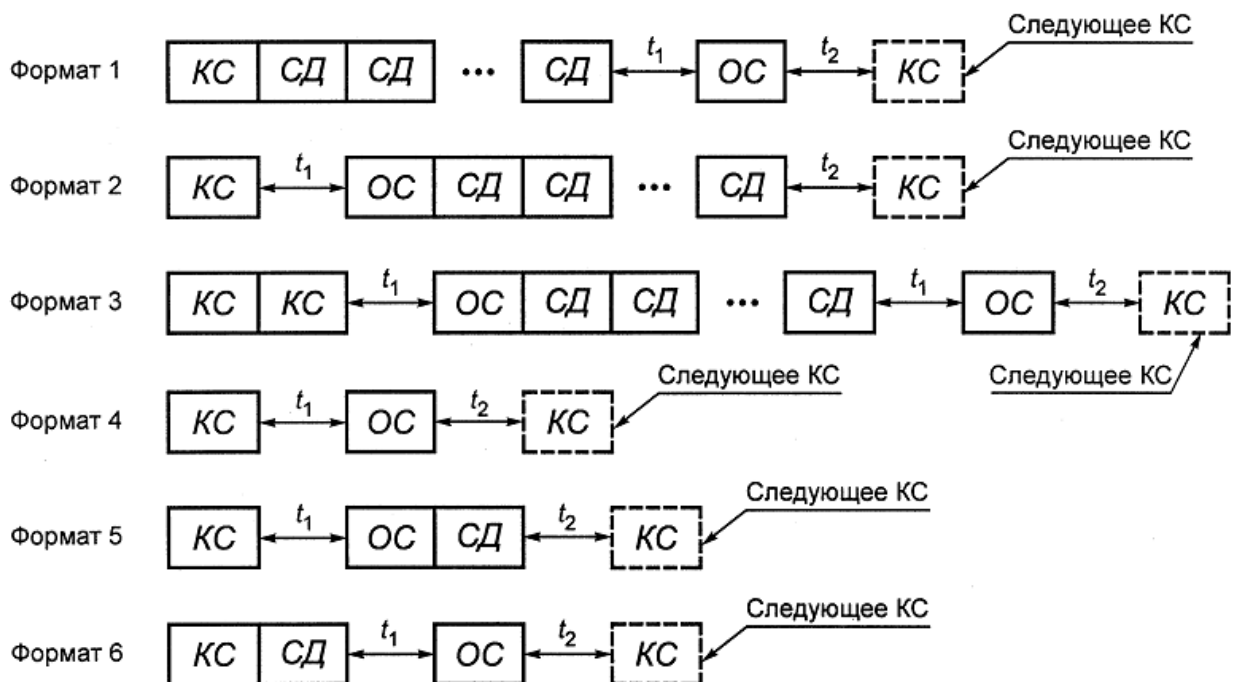 Следующее КС
Формат 1 КС СД СД ••• СД t1 ОС t2 КС
Следующее КС
Формат 2 КС t1 ОС СД СД ••• СД t2 КС
Формат 3 КС КС t1 ОС СД СД ••• СД t1 ОС t2 КС
Следующее КС Следующее КС
Формат 4 КС t1 ОС t2 КС
Следующее КС
Формат 5 КС t1 ОС СД t2 КС
Следующее КС
Формат 6 КС СД t1 ОС t2 КС